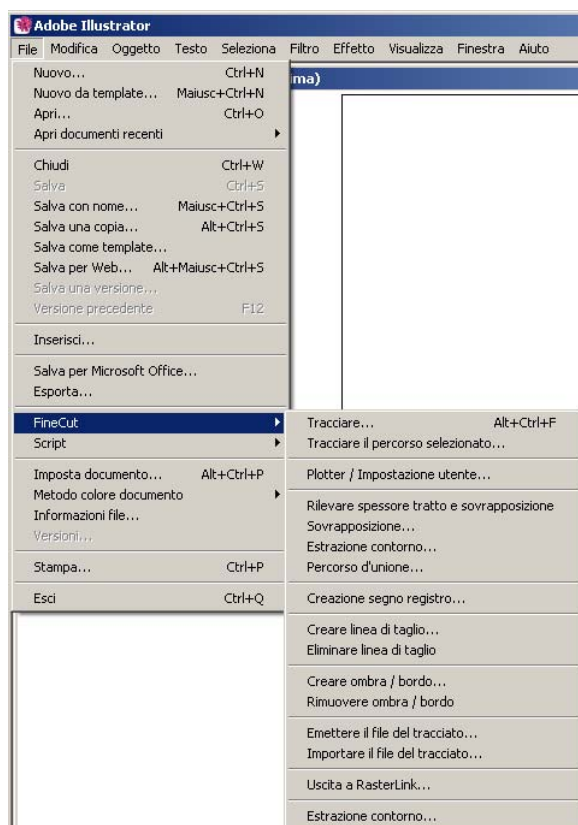 Adobe Illustrator
File Modifica Oggetto Testo Seleziona Filtro Effetto Visualizza Finestra Aiuto
ima)
Nuovo... Ctrl+N
Nuovo da template... Maiusc+Ctrl+N
Apri... Ctrl+O
Apri documenti recenti
Chiudi Ctrl+W
Salva Ctrl+S
Salva con nome... Maiusc+Ctrl+S
Salva una copia... Alt+Ctrl+S
Salva come template...
Salva per Web... Alt+Maiusc+Ctrl+S
Salva una versione...
Versione precedente F12
Inserisci...
Salva per Microsoft Office...
Esporta...
FineCut
Script
Imposta documento... Alt+Ctrl+P
Metodo colore documento
Informazioni file...
Versioni...
Stampa... Ctrl+P
Esci Ctrl+Q
Tracciare... Alt+Ctrl+F
Tracciare il percorso selezionato...
Plotter / Impostazione utente...
Rilevare spessore tratto e sovrapposizione
Sovrapposizione...
Estrazione contorno...
Percorso d'unione...
Creazione segno registro...
Creare linea di taglio...
Eliminare linea di taglio
Creare ombra / bordo...
Rimuovere ombra / bordo
Emettere il file del tracciato...
Importare il file del tracciato...
Uscita a RasterLink...
Estrazione contorno...